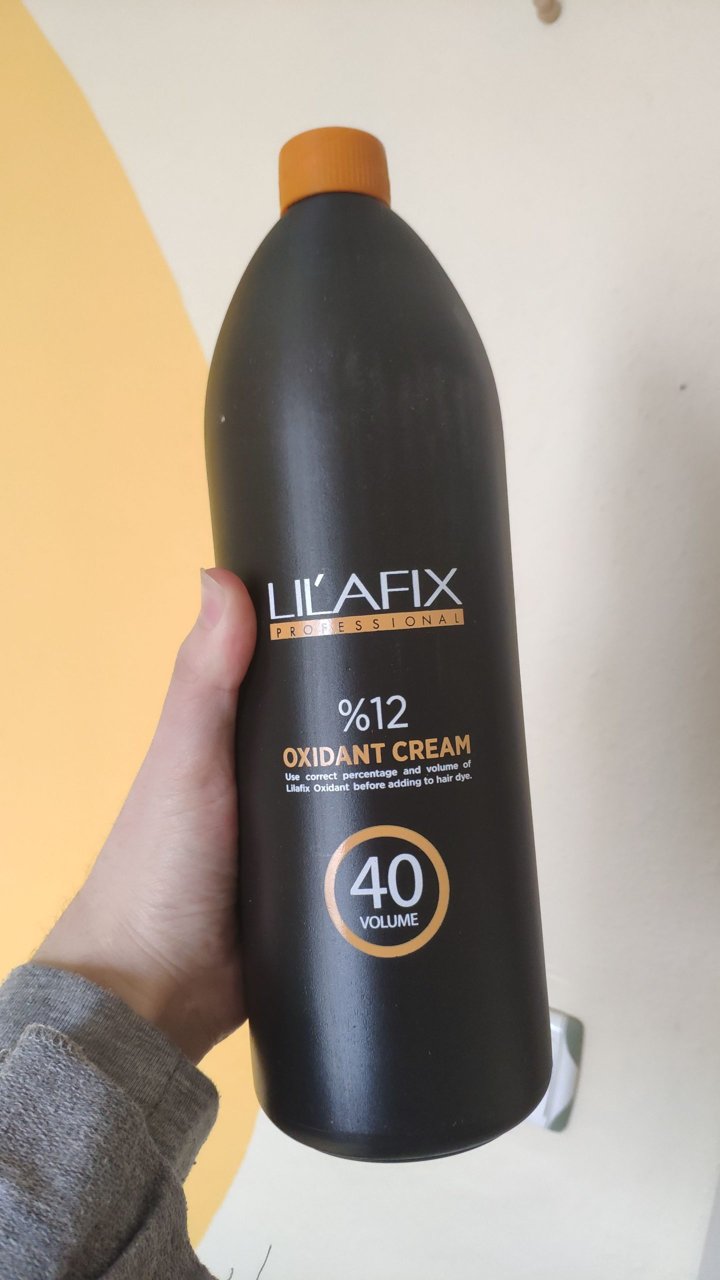 LIL'AFIX
PROFESSIONAL
%12
OXIDANT CREAM
Use correct percentage and volume of
Lilafix Oxidant before adding to hair dye.
40
VOLUME